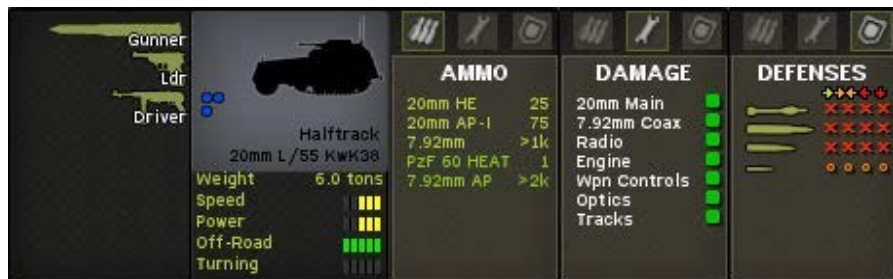 Gunner
Ldr
Driver
Halftrack
20mm L/55 KwK38
Weight 6.0 tons
Speed
Power
Off-Road
Turning
AMMO
20mm HE 25
20mm AP-I 75
7.92mm >1k
PzF 60 HEAT 1
7.92mm AP >2k
DAMAGE
20mm Main
7.92mm Coax
Radio
Engine
Wpn Controls
Optics
Tracks
DEFENSES